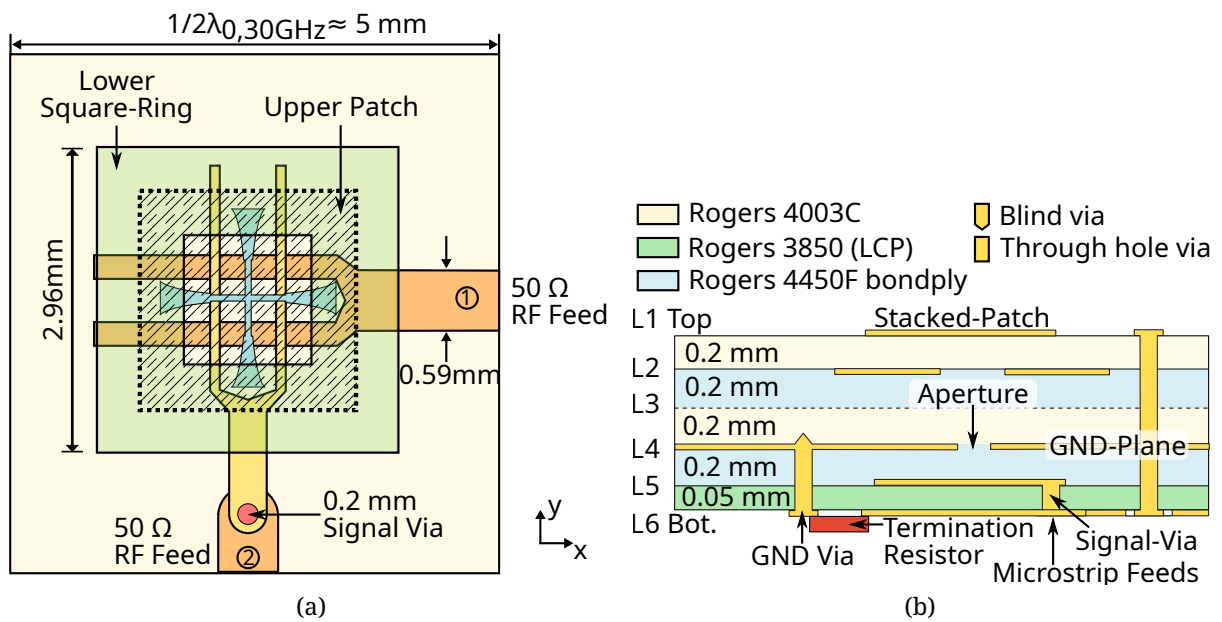 1/2λ0,30GHz ≈ 5 mm
Lower
Square-Ring
Upper Patch
2.96mm
①
50 Ω
RF Feed
0.59mm
0.2 mm
Signal Via
50 Ω
RF Feed
②
y
x
(a)
Rogers 4003C
Rogers 3850 (LCP)
Rogers 4450F bondply
Blind via
Through hole via
L1 Top
Stacked-Patch
0.2 mm
L2
0.2 mm
Aperture
L3
0.2 mm
GND-Plane
L4
0.2 mm
L5
0.05 mm
L6 Bot.
GND Via
Termination
Resistor
Signal-Via
Microstrip Feeds
(b)